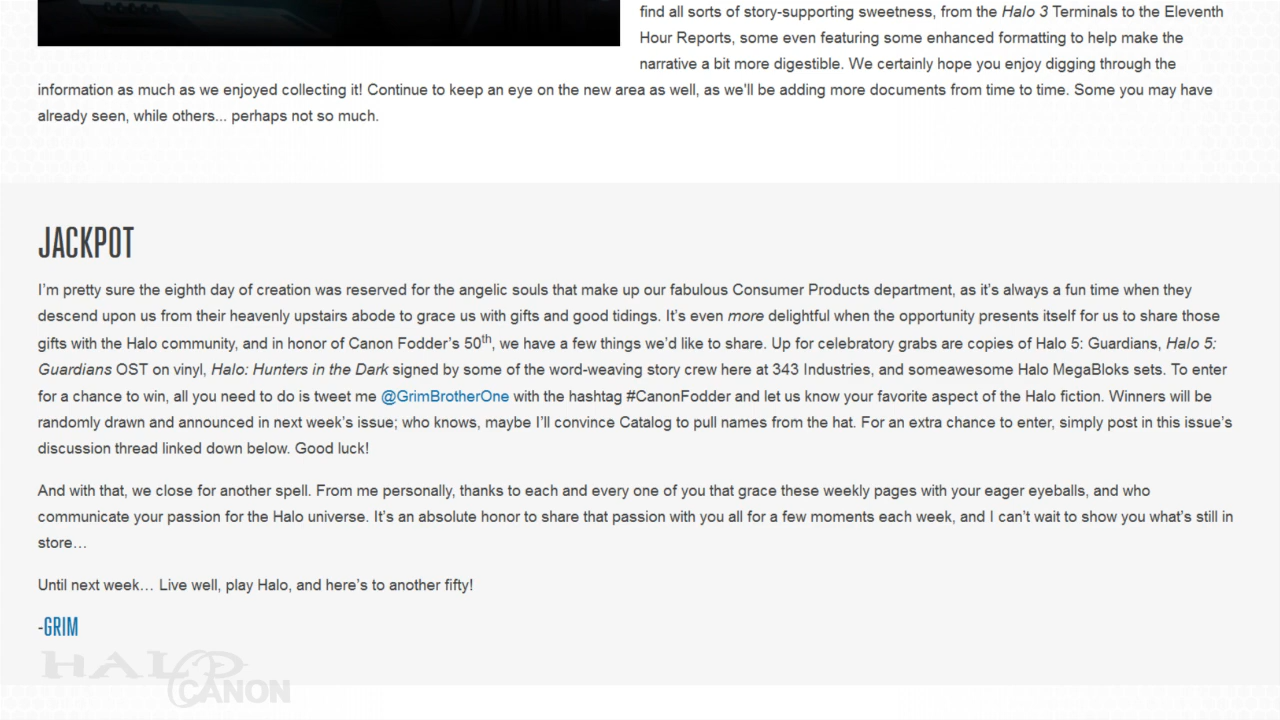 find all sorts of story-supporting sweetness, from the Halo 3 Terminals to the Eleventh
Hour Reports, some even featuring some enhanced formatting to help make the
narrative a bit more digestible. We certainly hope you enjoy digging through the
information as much as we enjoyed collecting it! Continue to keep an eye on the new area as well, as we'll be adding more documents from time to time. Some you may have
already seen, while others... perhaps not so much.
JACKPOT
I’m pretty sure the eighth day of creation was reserved for the angelic souls that make up our fabulous Consumer Products department, as it’s always a fun time when they
descend upon us from their heavenly upstairs abode to grace us with gifts and good tidings. It’s even more delightful when the opportunity presents itself for us to share those
gifts with the Halo community, and in honor of Canon Fodder’s 50th, we have a few things we’d like to share. Up for celebratory grabs are copies of Halo 5: Guardians, Halo 5:
Guardians OST on vinyl, Halo: Hunters in the Dark signed by some of the word-weaving story crew here at 343 Industries, and someawesome Halo MegaBloks sets. To enter
for a chance to win, all you need to do is tweet me @GrimBrotherOne with the hashtag #CanonFodder and let us know your favorite aspect of the Halo fiction. Winners will be
randomly drawn and announced in next week’s issue; who knows, maybe I’ll convince Catalog to pull names from the hat. For an extra chance to enter, simply post in this issue’s
discussion thread linked down below. Good luck!
And with that, we close for another spell. From me personally, thanks to each and every one of you that grace these weekly pages with your eager eyeballs, and who
communicate your passion for the Halo universe. It’s an absolute honor to share that passion with you all for a few moments each week, and I can’t wait to show you what’s still in
store…
Until next week… Live well, play Halo, and here’s to another fifty!
-GRIM
HALO
CANON